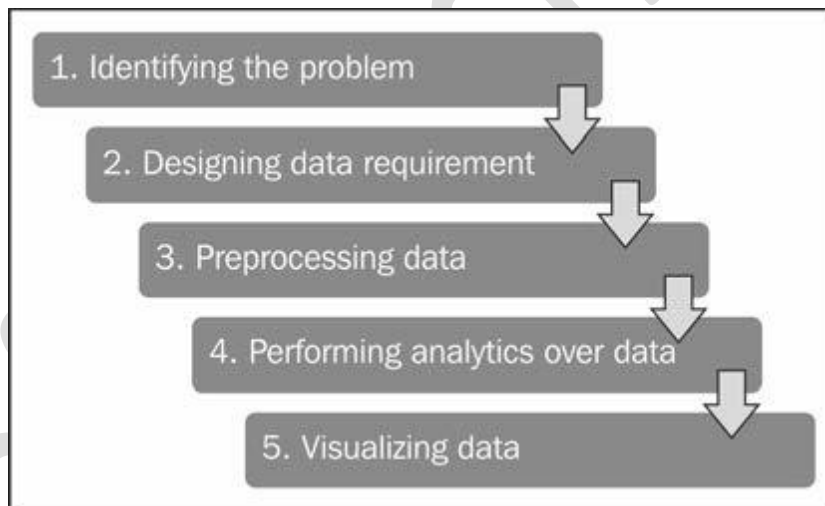 1. Identifying the problem
2. Designing data requirement
3. Preprocessing data
4. Performing analytics over data
5. Visualizing data